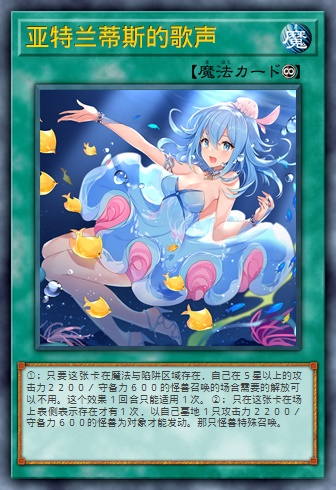 亚特兰蒂斯的歌声
魔
【魔法カード】
①:只要这张卡在魔法与陷阱区域存在,自己在5星以上的攻
击力2200/守备力600的怪兽召唤的场合需要的解放可
以不用。这个效果1回合只能适用1次。②:只在这张卡在场
上表侧表示存在才有1次,以自己墓地1只攻击力2200/
守备力600的怪兽为对象才能发动。那只怪兽特殊召唤。